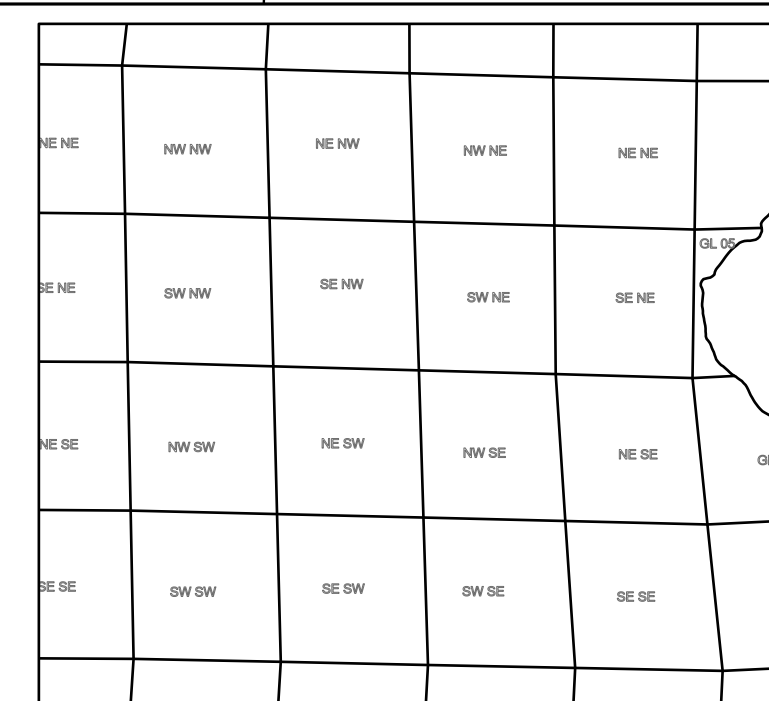 NE NE
NW NW
NE NW
NW NE
NE NE
GL 05
SE NE
SW NW
SE NW
SW NE
SE NE
NE SE
NW SW
NE SW
NW SE
NE SE
SE SE
SW SW
SE SW
SW SE
SE SE